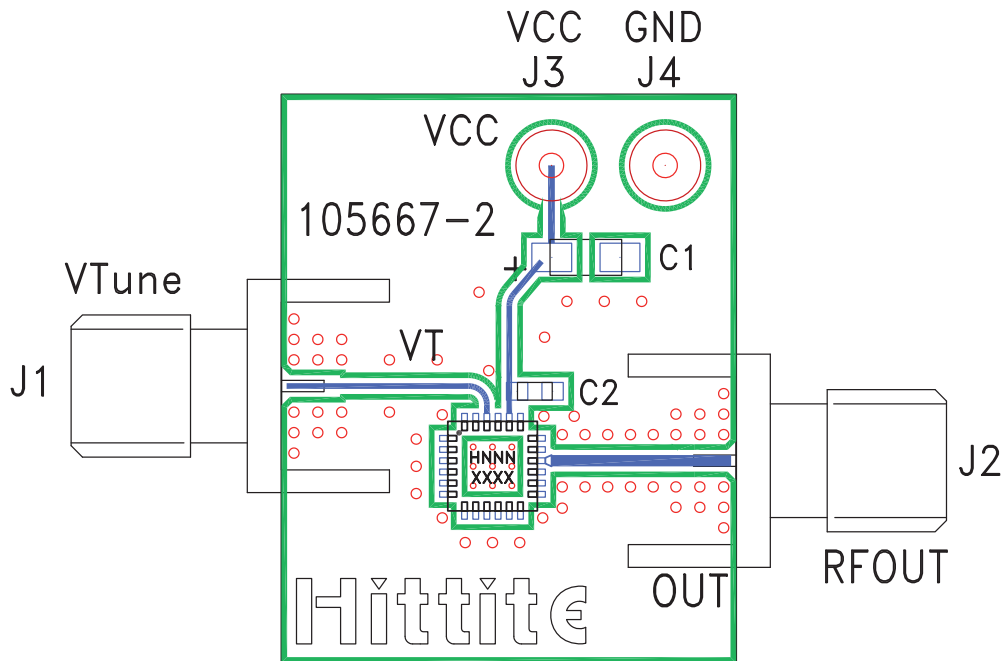 VCC GND
J3 J4
VCC
105667-2
+
C1
VTune
VT
J1
C2
HNNN
XXXX
J2
RFOUT
OUT
Hittite